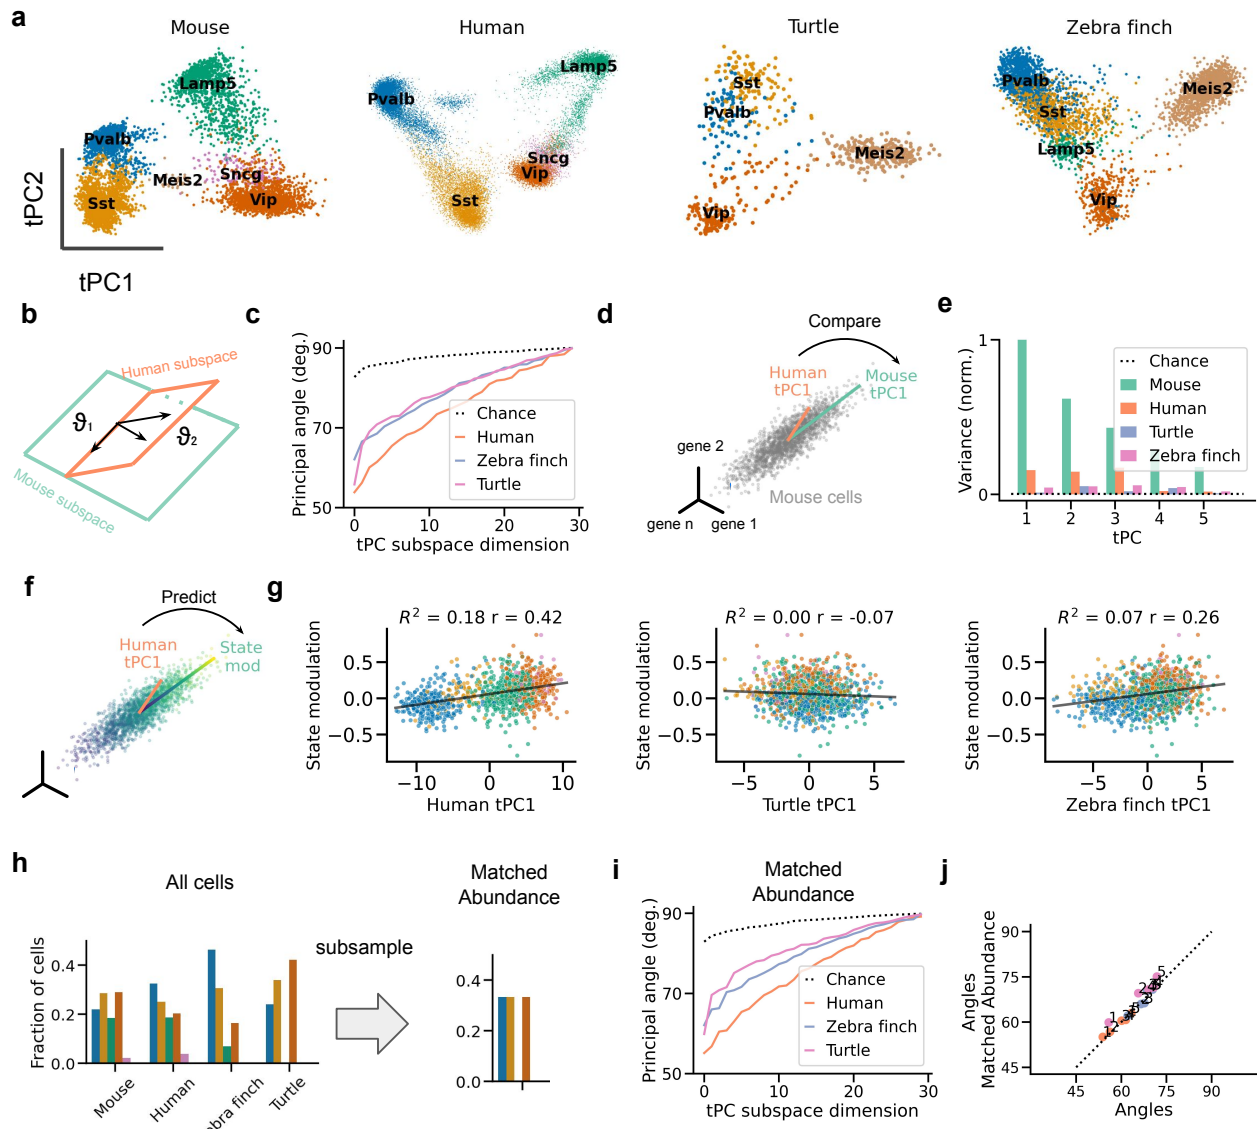 a
Mouse
Human
Turtle
Zebra finch
Lamp5
Pvalb
Meis2
Sncg
Sst
Vip
Pvalb
Lamp5
Sncg
Vip
Sst
Sst
Pvalb
Meis2
Vip
Pvalb
Sst
Lamp5
Meis2
Vip
tPC2
tPC1
b
Human subspace
ϑ1
ϑ2
Mouse subspace
c
Principal angle (deg.)
90
70
50
Chance
Human
Zebra finch
Turtle
0
10
20
30
tPC subspace dimension
d
Compare
Human
tPC1
Mouse
tPC1
gene 2
gene n
gene 1
Mouse cells
e
Variance (norm.)
1
0
Chance
Mouse
Human
Turtle
Zebra finch
1
2
3
4
5
tPC
f
Predict
Human
tPC1
State
mod
g
R² = 0.18 r = 0.42
State modulation
0.5
0.0
−0.5
−10
0
10
Human tPC1
R² = 0.00 r = -0.07
State modulation
0.5
0.0
−0.5
−5
0
5
Turtle tPC1
R² = 0.07 r = 0.26
State modulation
0.5
0.0
−0.5
−5
0
5
Zebra finch tPC1
h
All cells
Fraction of cells
0.4
0.2
0.0
Mouse
Human
ebra finch
Turtle
subsample
Matched
Abundance
0.4
0.2
0.0
i
Matched
Abundance
Principal angle (deg.)
90
70
50
Chance
Human
Zebra finch
Turtle
0
10
20
30
tPC subspace dimension
j
Angles
Matched Abundance
90
75
60
45
5
2
1
45
60
75
90
Angles